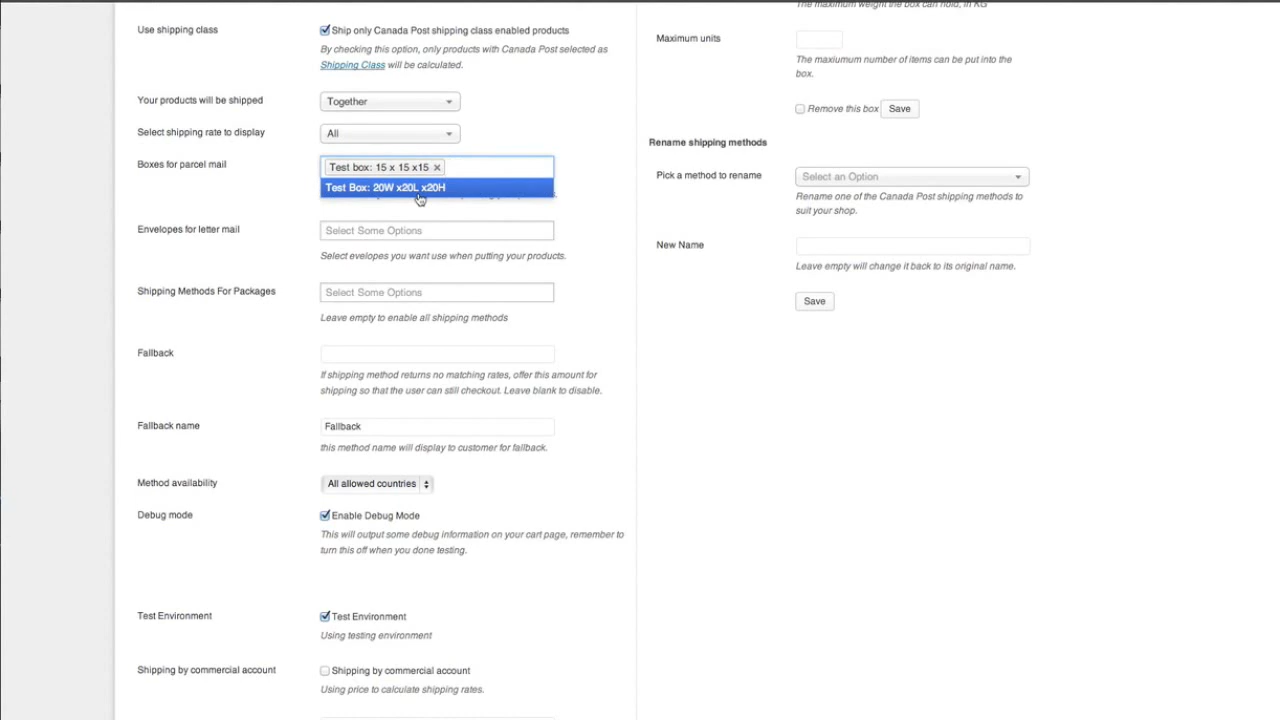 Use shipping class
Ship only Canada Post shipping class enabled products
By checking this option, only products with Canada Post selected as
Shipping Class will be calculated.
Your products will be shipped
Together
Select shipping rate to display
All
Boxes for parcel mail
Test box: 15 x 15 x15 ×
Test Box: 20W x20L x20H
Envelopes for letter mail
Select Some Options
Select evelopes you want use when putting your products.
Shipping Methods For Packages
Select Some Options
Leave empty to enable all shipping methods
Fallback
If shipping method returns no matching rates, offer this amount for
shipping so that the user can still checkout. Leave blank to disable.
Fallback name
Fallback
this method name will display to customer for fallback.
Method availability
All allowed countries
Debug mode
Enable Debug Mode
This will output some debug information on your cart page, remember to
turn this off when you done testing.
Test Environment
Test Environment
Using testing environment
Shipping by commercial account
Shipping by commercial account
Using price to calculate shipping rates.
The maximum weight the box can hold, in KG
Maximum units
The maxiumum number of items can be put into the
box.
Remove this box
Save
Rename shipping methods
Pick a method to rename
Select an Option
Rename one of the Canada Post shipping methods to
suit your shop.
New Name
Leave empty will change it back to its original name.
Save